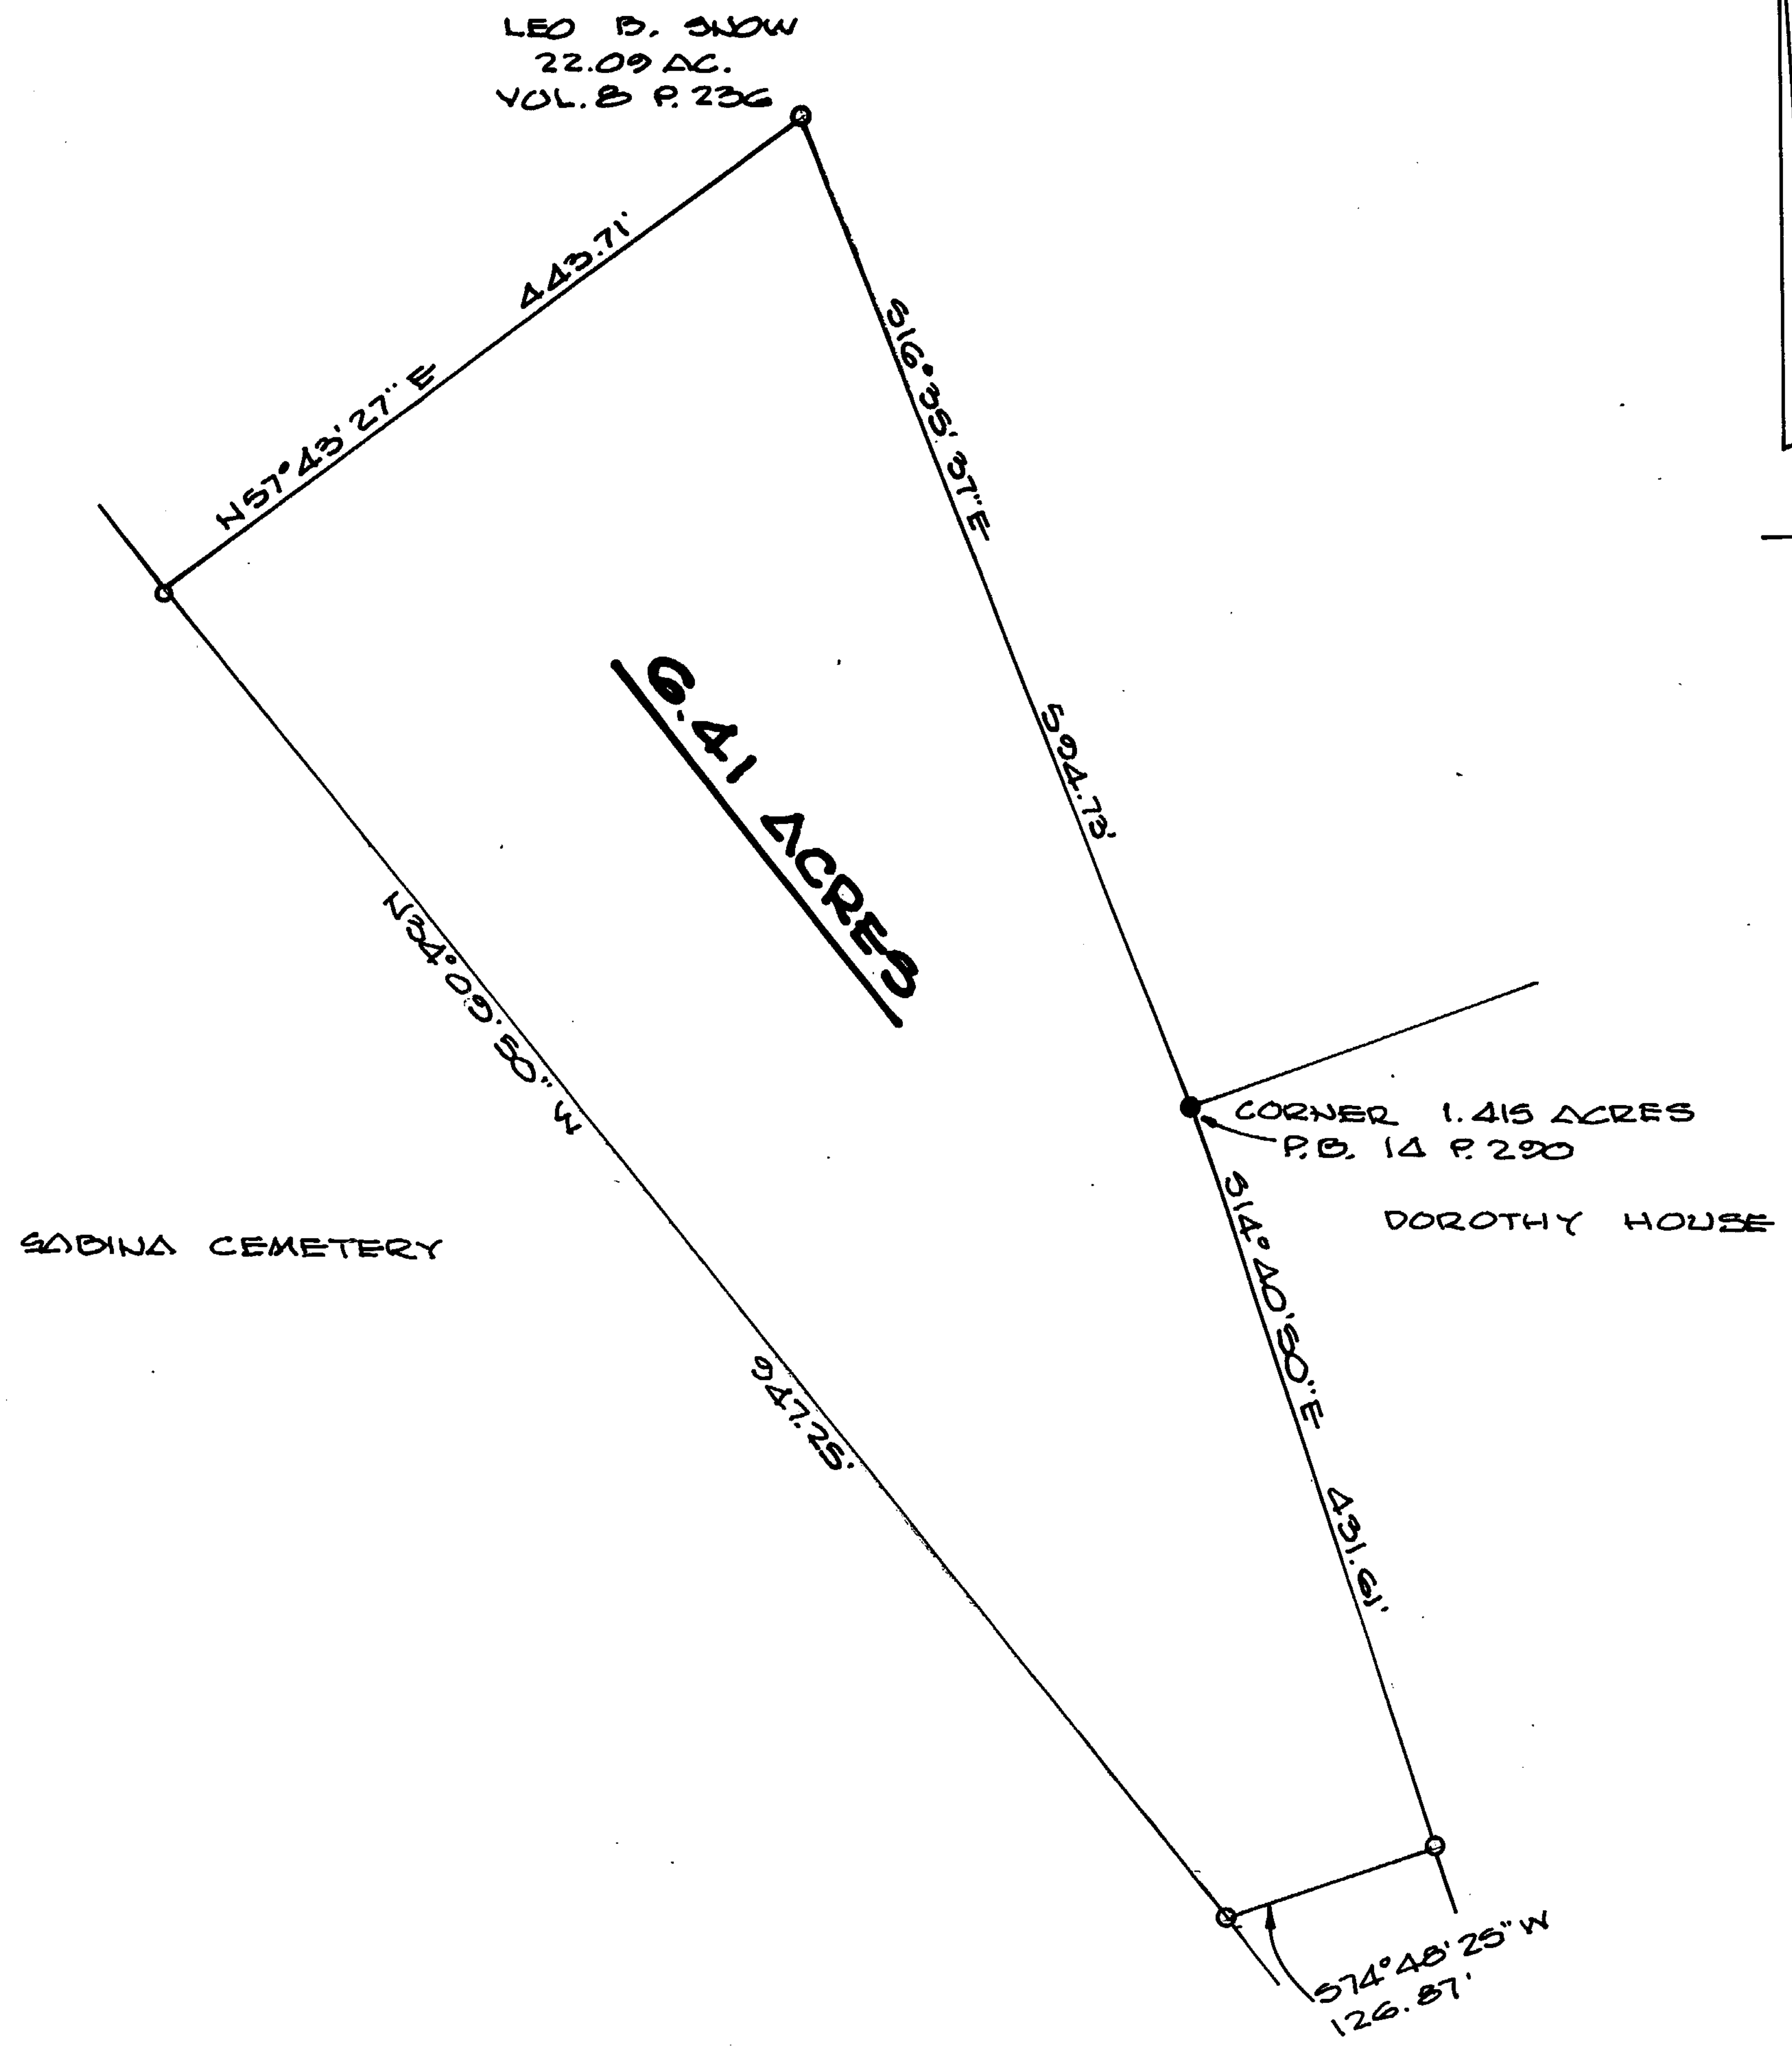 LEO B. SNOW
22.09 AC.
VOL. 8 P. 236
N57°43'27"E 443.71'
S16°35'37"E 594.73'
6.41 ACRES
N34°09'50"W 947.25'
CORNER 1.415 ACRES
P.B. 14 P. 290
DOROTHY HOUSE
SABINA CEMETERY
S14°40'50"E 431.61'
S74°48'25"W
126.87'